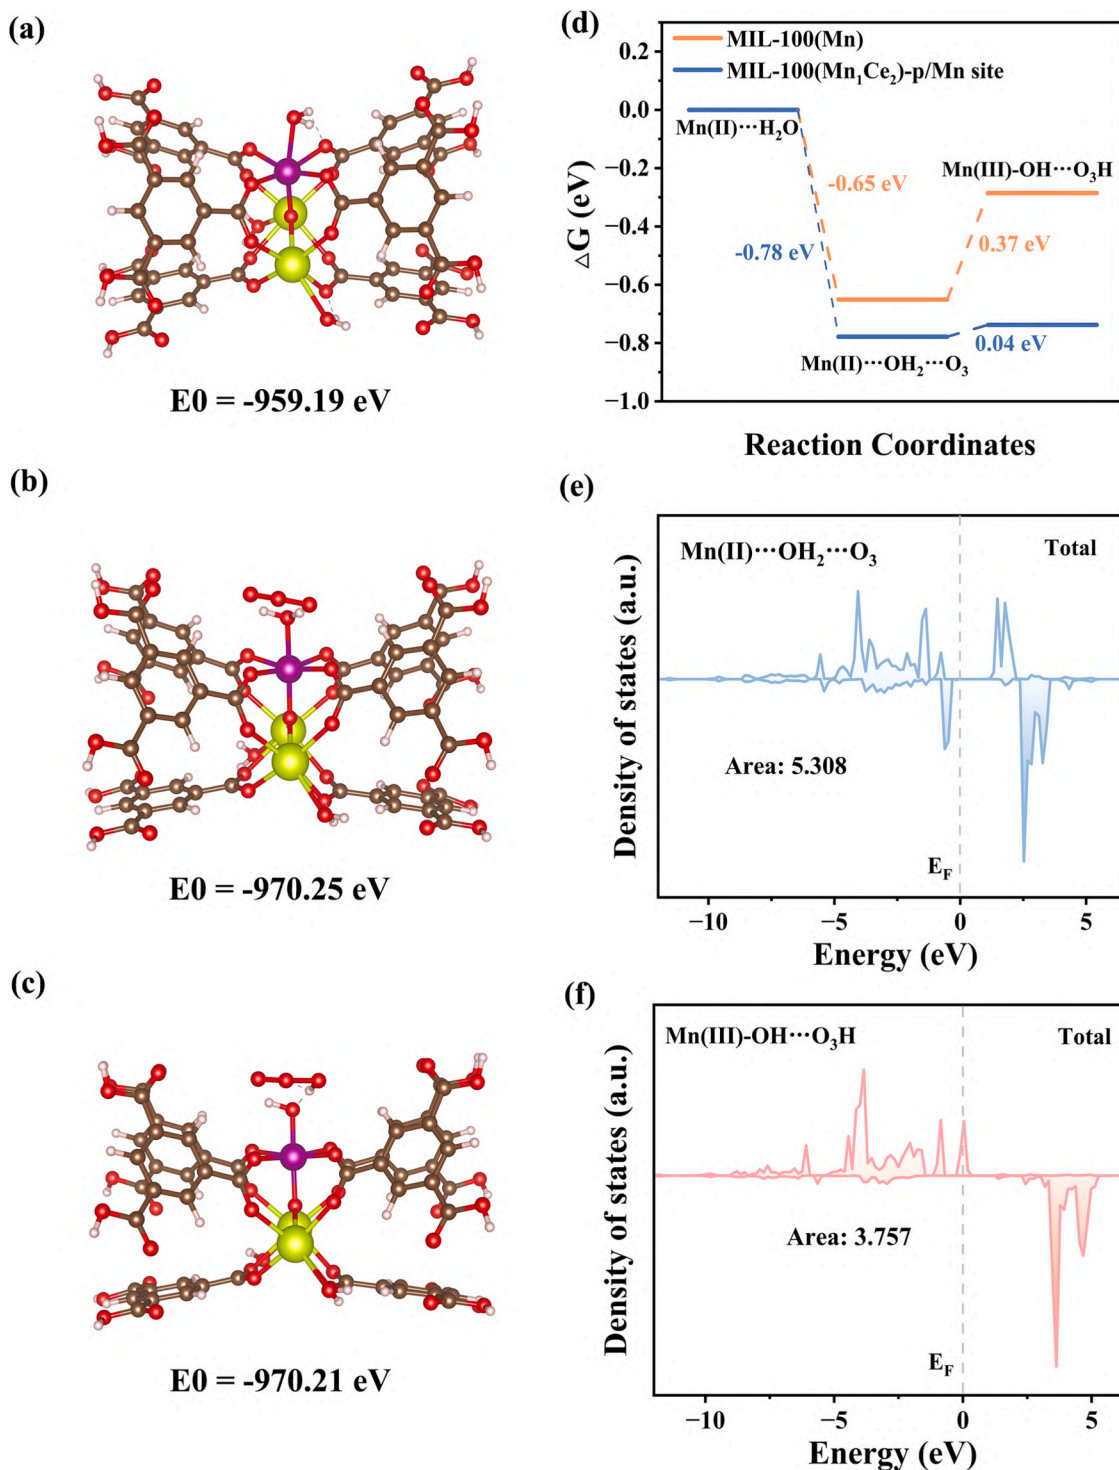 (a)
E0 = -959.19 eV
(b)
E0 = -970.25 eV
(c)
E0 = -970.21 eV
(d)
MIL-100(Mn)
MIL-100(Mn₁Ce₂)-p/Mn site
0.2
0.0
−0.2
−0.4
−0.6
−0.8
−1.0
△G (eV)
Mn(II)···H₂O
-0.65 eV
-0.78 eV
Mn(III)-OH···O₃H
0.37 eV
Mn(II)···OH₂···O₃
0.04 eV
Reaction Coordinates
(e)
Mn(II)···OH₂···O₃
Total
Density of states (a.u.)
Area: 5.308
E_F
−10
−5
0
5
Energy (eV)
(f)
Mn(III)-OH···O₃H
Total
Density of states (a.u.)
Area: 3.757
E_F
−10
−5
0
5
Energy (eV)